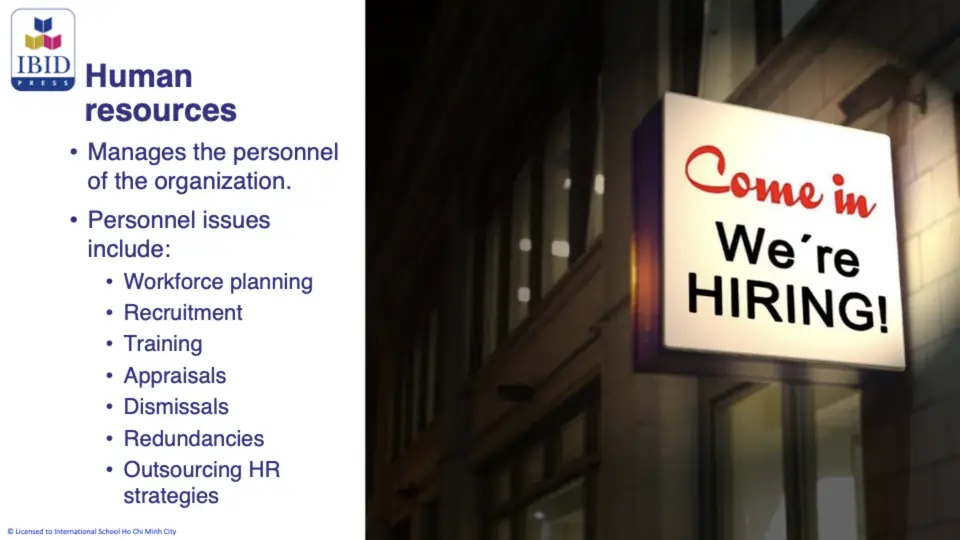 IBID
PRESS
Human
resources
• Manages the personnel
of the organization.
• Personnel issues
include:
• Workforce planning
• Recruitment
• Training
• Appraisals
• Dismissals
• Redundancies
• Outsourcing HR
strategies
© Licensed to International School Ho Chi Minh City
Come in
We´re
HIRING!